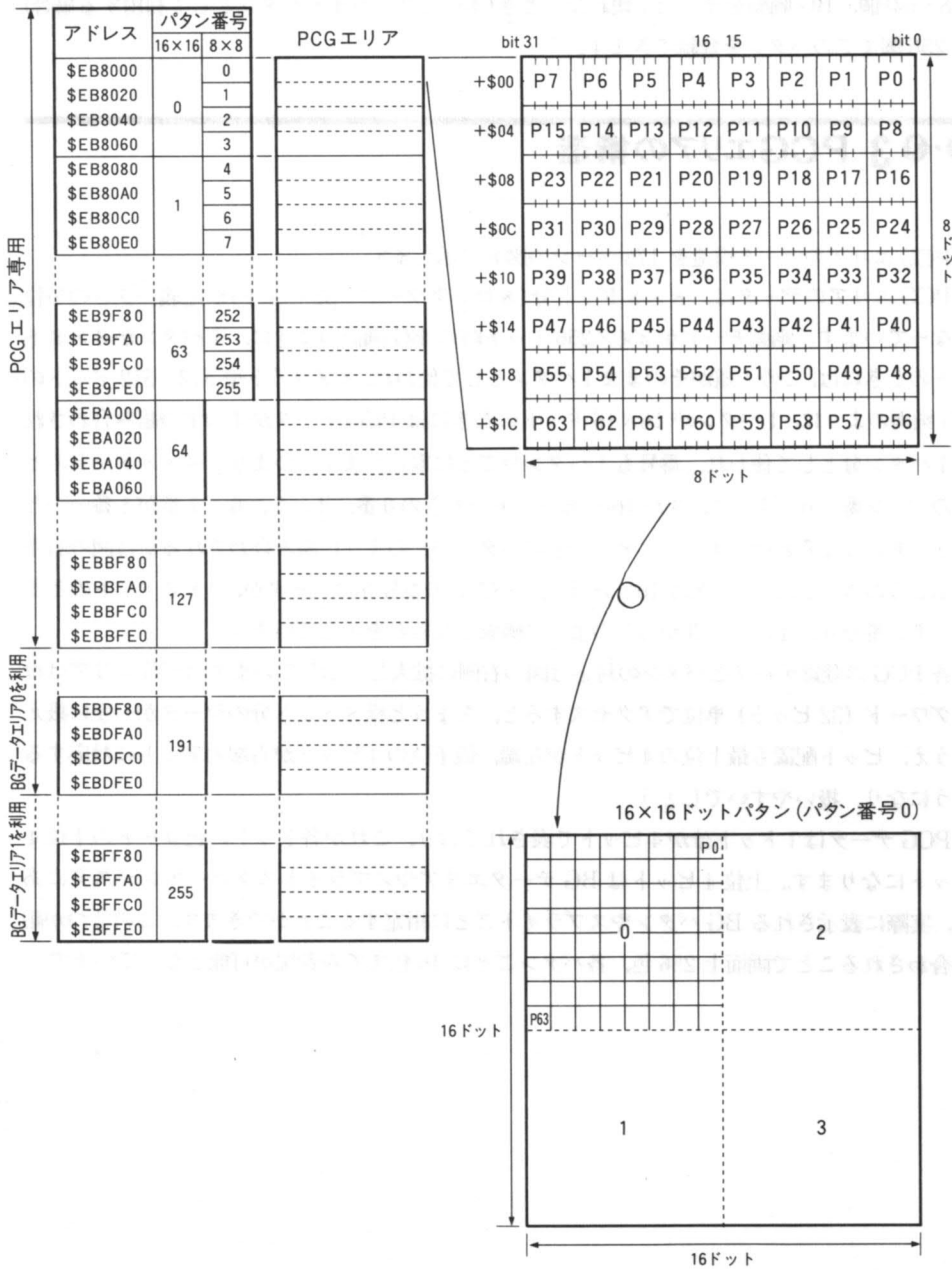 アドレス パタン番号 PCGエリア
16×16 8×8
$EB8000 0 0
$EB8020 1
$EB8040 2
$EB8060 3
$EB8080 1 4
$EB80A0 5
$EB80C0 6
$EB80E0 7
$EB9F80 63 252
$EB9FA0 253
$EB9FC0 254
$EB9FE0 255
$EBA000 64
$EBA020
$EBA040
$EBA060
$EBBF80 127
$EBBFA0
$EBBFC0
$EBBFE0
$EBDF80 191
$EBDFA0
$EBDFC0
$EBDFE0
$EBFF80 255
$EBFFA0
$EBFFC0
$EBFFE0
PCGエリア専用
BGデータエリア0を利用
BGデータエリア1を利用
bit 31 16 15 bit 0
+$00 P7 P6 P5 P4 P3 P2 P1 P0
+$04 P15 P14 P13 P12 P11 P10 P9 P8
+$08 P23 P22 P21 P20 P19 P18 P17 P16
+$0C P31 P30 P29 P28 P27 P26 P25 P24
+$10 P39 P38 P37 P36 P35 P34 P33 P32
+$14 P47 P46 P45 P44 P43 P42 P41 P40
+$18 P55 P54 P53 P52 P51 P50 P49 P48
+$1C P63 P62 P61 P60 P59 P58 P57 P56
8ドット
8ドット
16×16ドットパタン(パタン番号0)
P0
0 2
P63
1 3
16ドット
16ドット